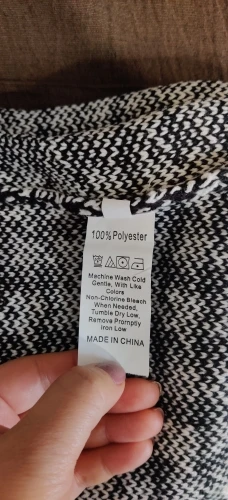 100% Polyester
Machine Wash Cold
Gentle, With Like
Colors
Non-Chlorine Bleach
When Needed,
Tumble Dry Low,
Remove Promptly
Iron Low
MADE IN CHINA